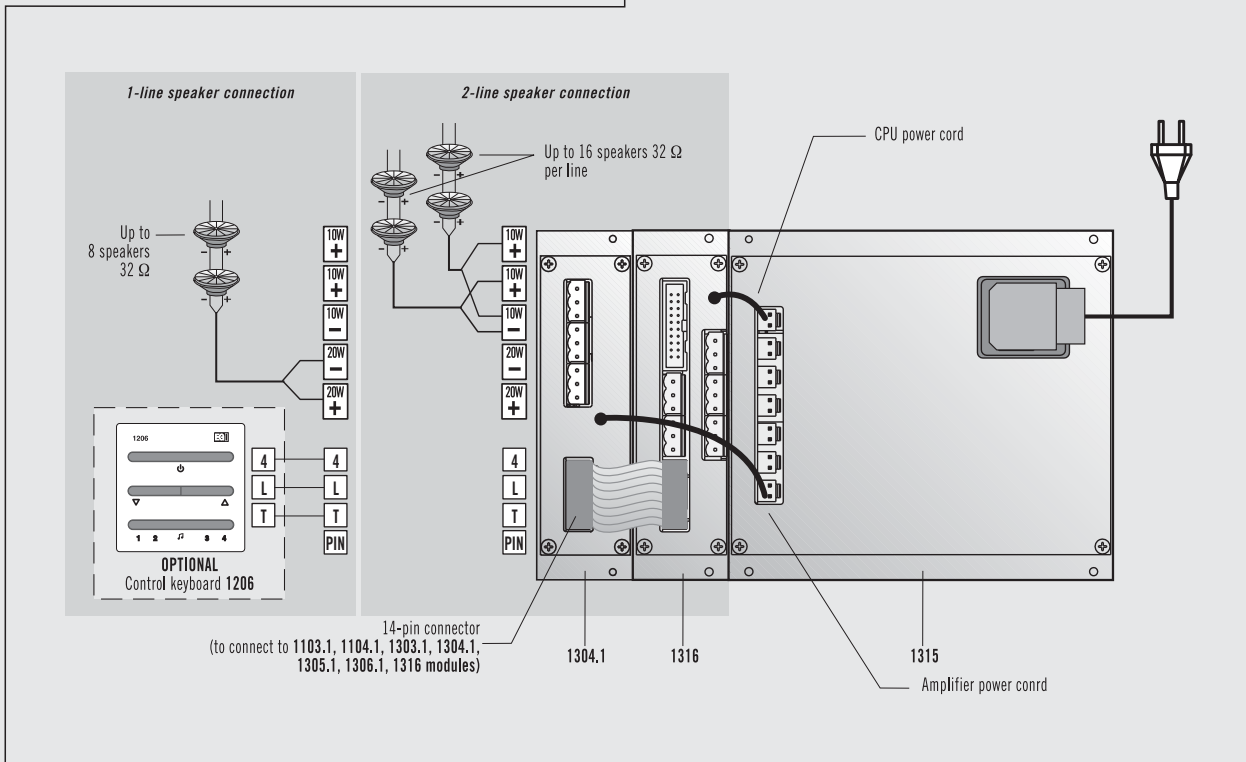 1-line speaker connection
2-line speaker connection
CPU power cord
Up to 16 speakers 32 Ω
per line
Up to
8 speakers
32 Ω
- +
- +
- +
- +
- +
- +
10W
+
10W
+
10W
−
20W
−
20W
+
10W
+
10W
+
10W
−
20W
−
20W
+
1206
1 2 3 4
OPTIONAL
Control keyboard 1206
4
L
T
4
L
T
PIN
4
L
T
PIN
14-pin connector
(to connect to 1103.1, 1104.1, 1303.1, 1304.1,
1305.1, 1306.1, 1316 modules)
1304.1
1316
1315
Amplifier power conrd